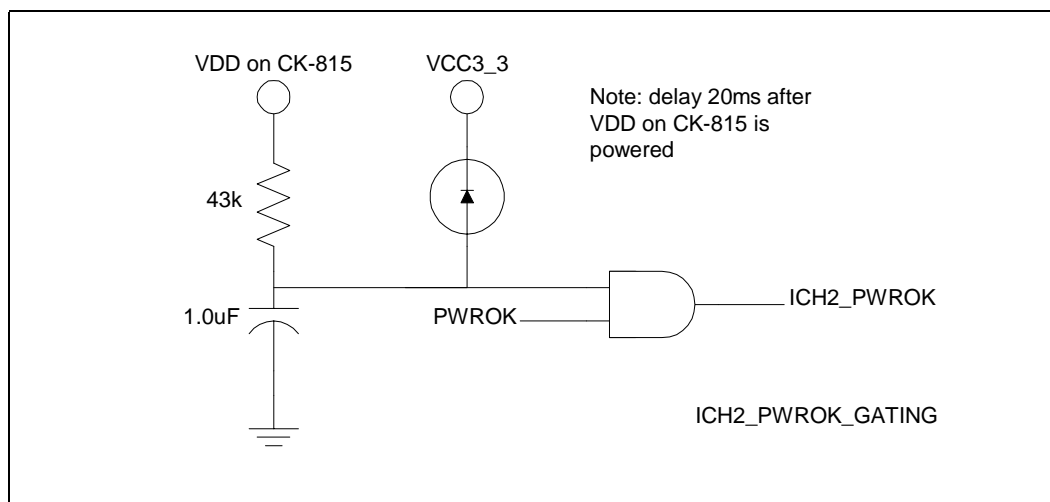 VDD on CK-815
VCC3_3
Note: delay 20ms after
VDD on CK-815 is
powered
43k
1.0uF
PWROK
ICH2_PWROK
ICH2_PWROK_GATING